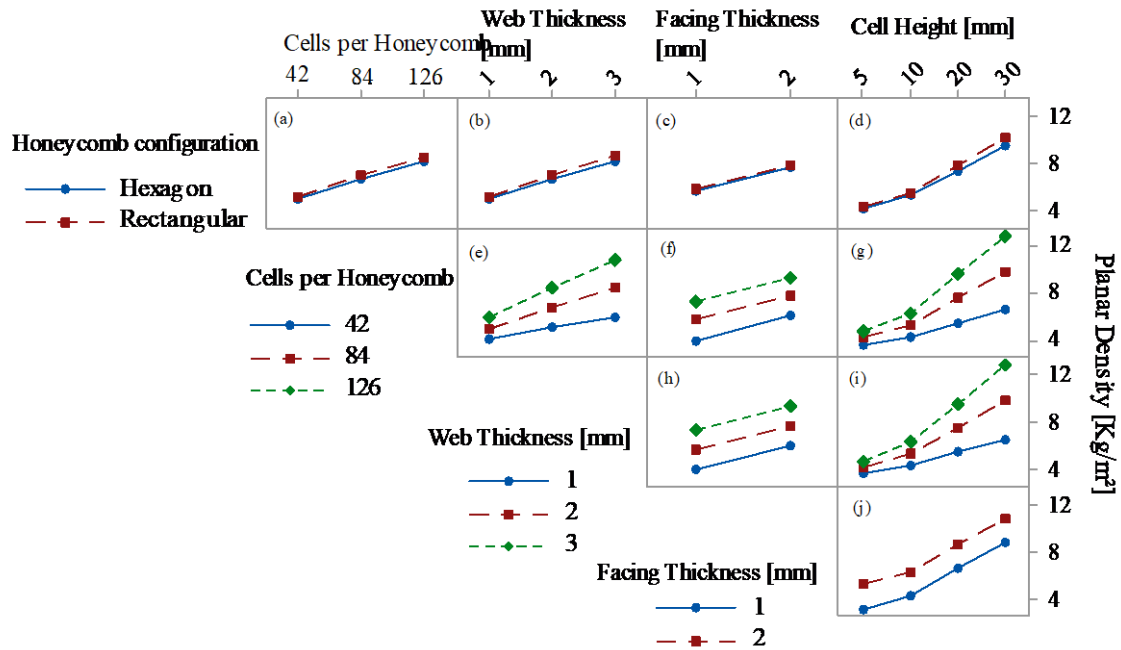 Web Thickness
[mm]
Facing Thickness
[mm]
Cell Height [mm]
Cells per Honeycomb
42 84 126
1 2 3
1 2
5 10 20 30
Honeycomb configuration
Hexagon
Rectangular
(a) (b) (c) (d)
12
8
4
Cells per Honeycomb
42
84
126
(e) (f) (g)
12
8
4
Planar Density [Kg/m²]
Web Thickness [mm]
1
2
3
(h) (i)
12
8
4
Facing Thickness [mm]
1
2
(j)
12
8
4